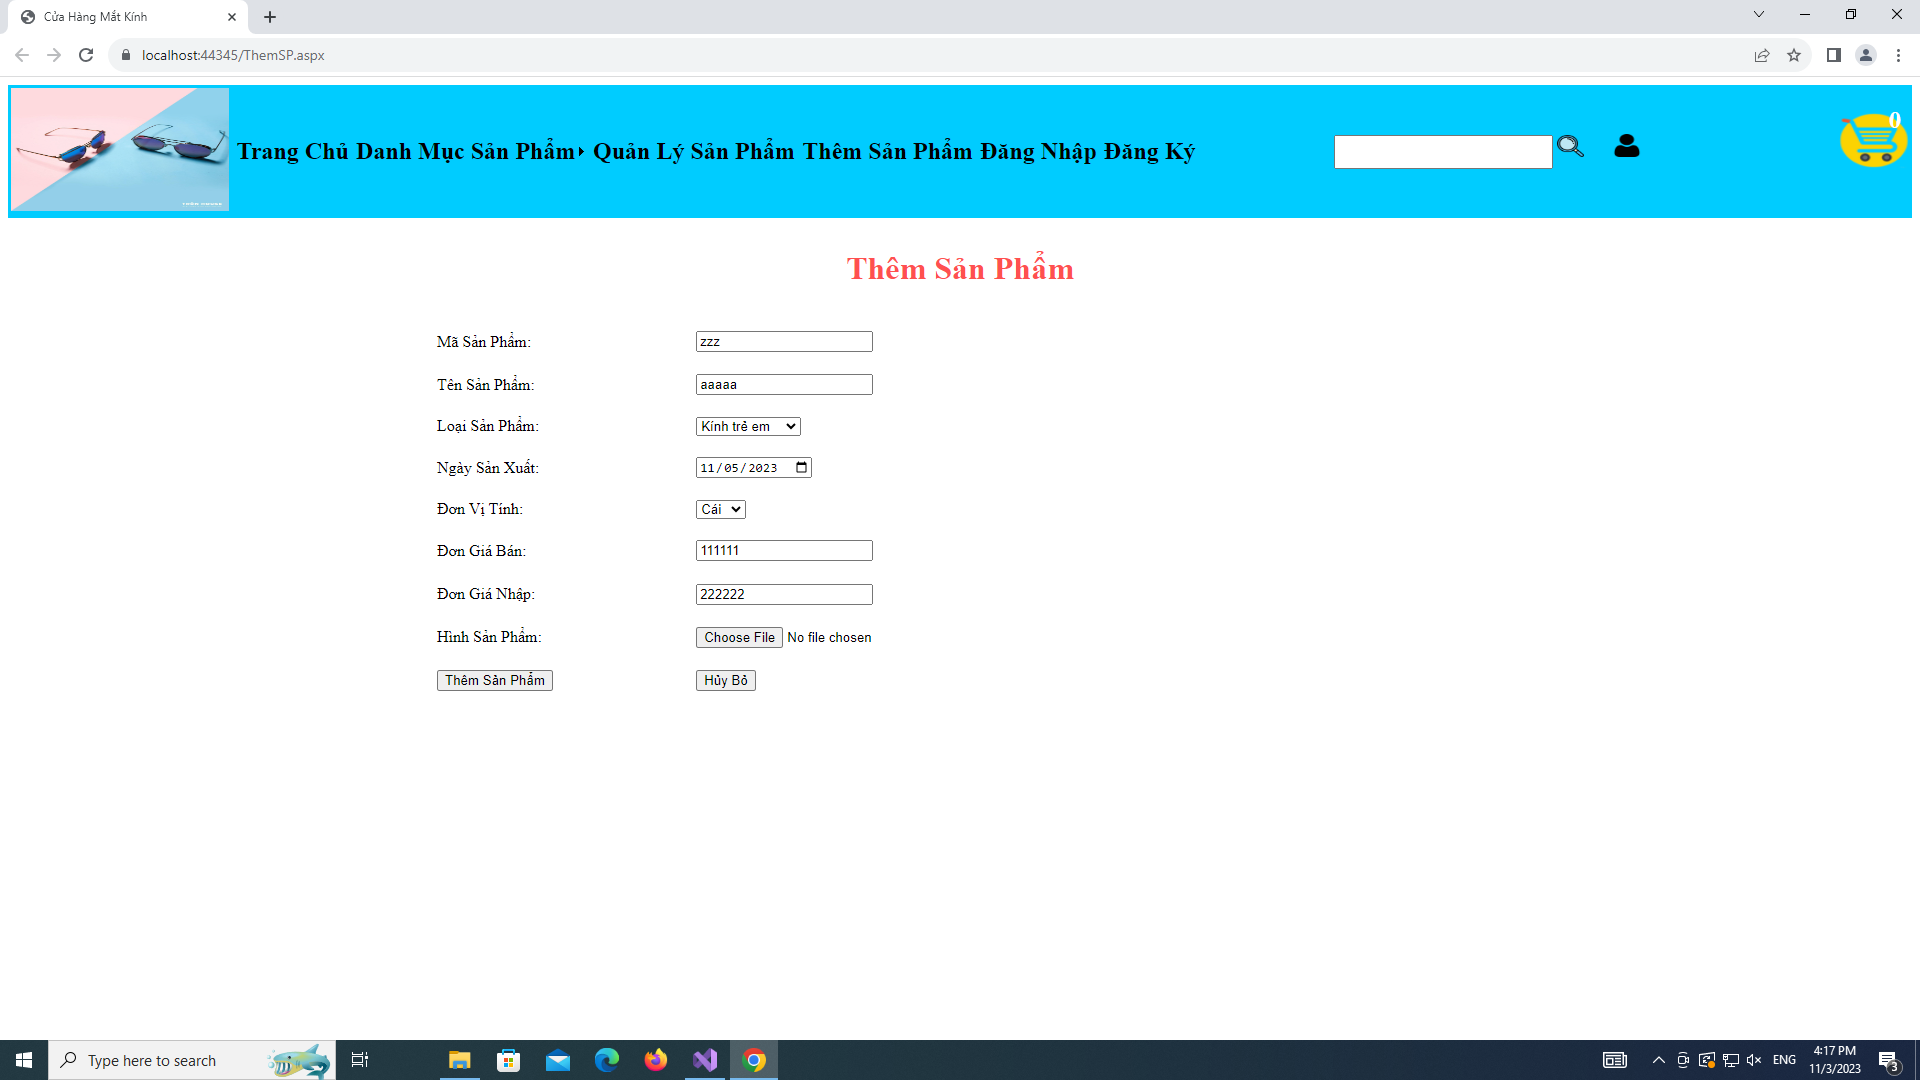 Cửa Hàng Mắt Kính
localhost:44345/ThemSP.aspx
Trang Chủ Danh Mục Sản Phẩm Quản Lý Sản Phẩm Thêm Sản Phẩm Đăng Nhập Đăng Ký
0
Thêm Sản Phẩm
Mã Sản Phẩm: zzz
Tên Sản Phẩm: aaaaa
Loại Sản Phẩm: Kính trẻ em
Ngày Sản Xuất: 11/05/2023
Đơn Vị Tính: Cái
Đơn Giá Bán: 111111
Đơn Giá Nhập: 222222
Hình Sản Phẩm: Choose File No file chosen
Thêm Sản Phẩm Hủy Bỏ
Type here to search
ENG
4:17 PM
11/3/2023
3